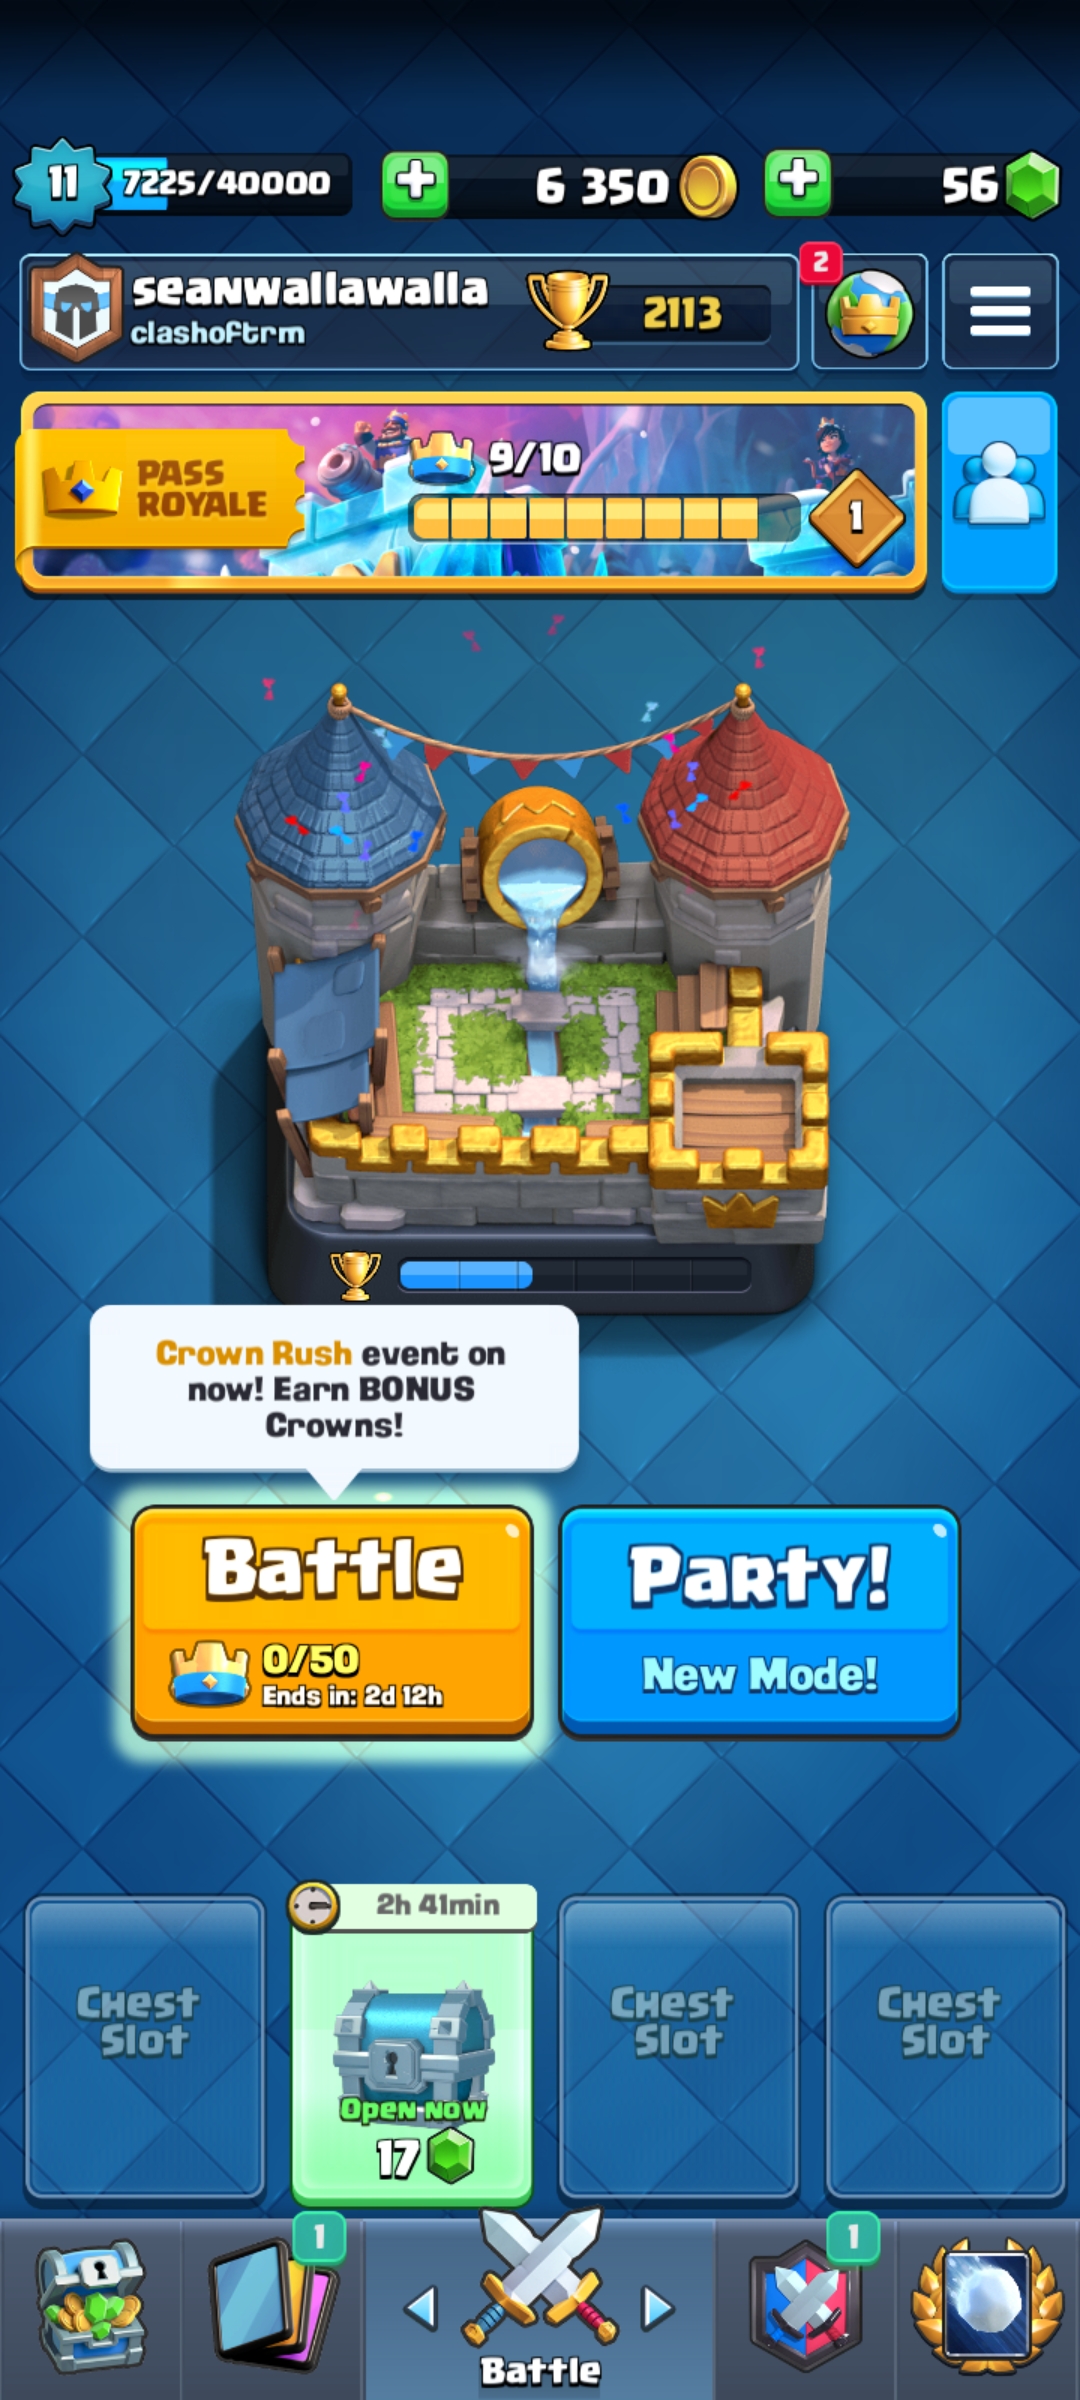 11
7225/40000
6 350
56
seanwallawalla
clashoftrm
2113
2
PASS
ROYALE
9/10
1
Crown Rush event on
now! Earn BONUS
Crowns!
Battle
0/50
Ends in: 2d 12h
Party!
New Mode!
Chest
Slot
2h 41min
Open now
17
Chest
Slot
Chest
Slot
1
Battle
1